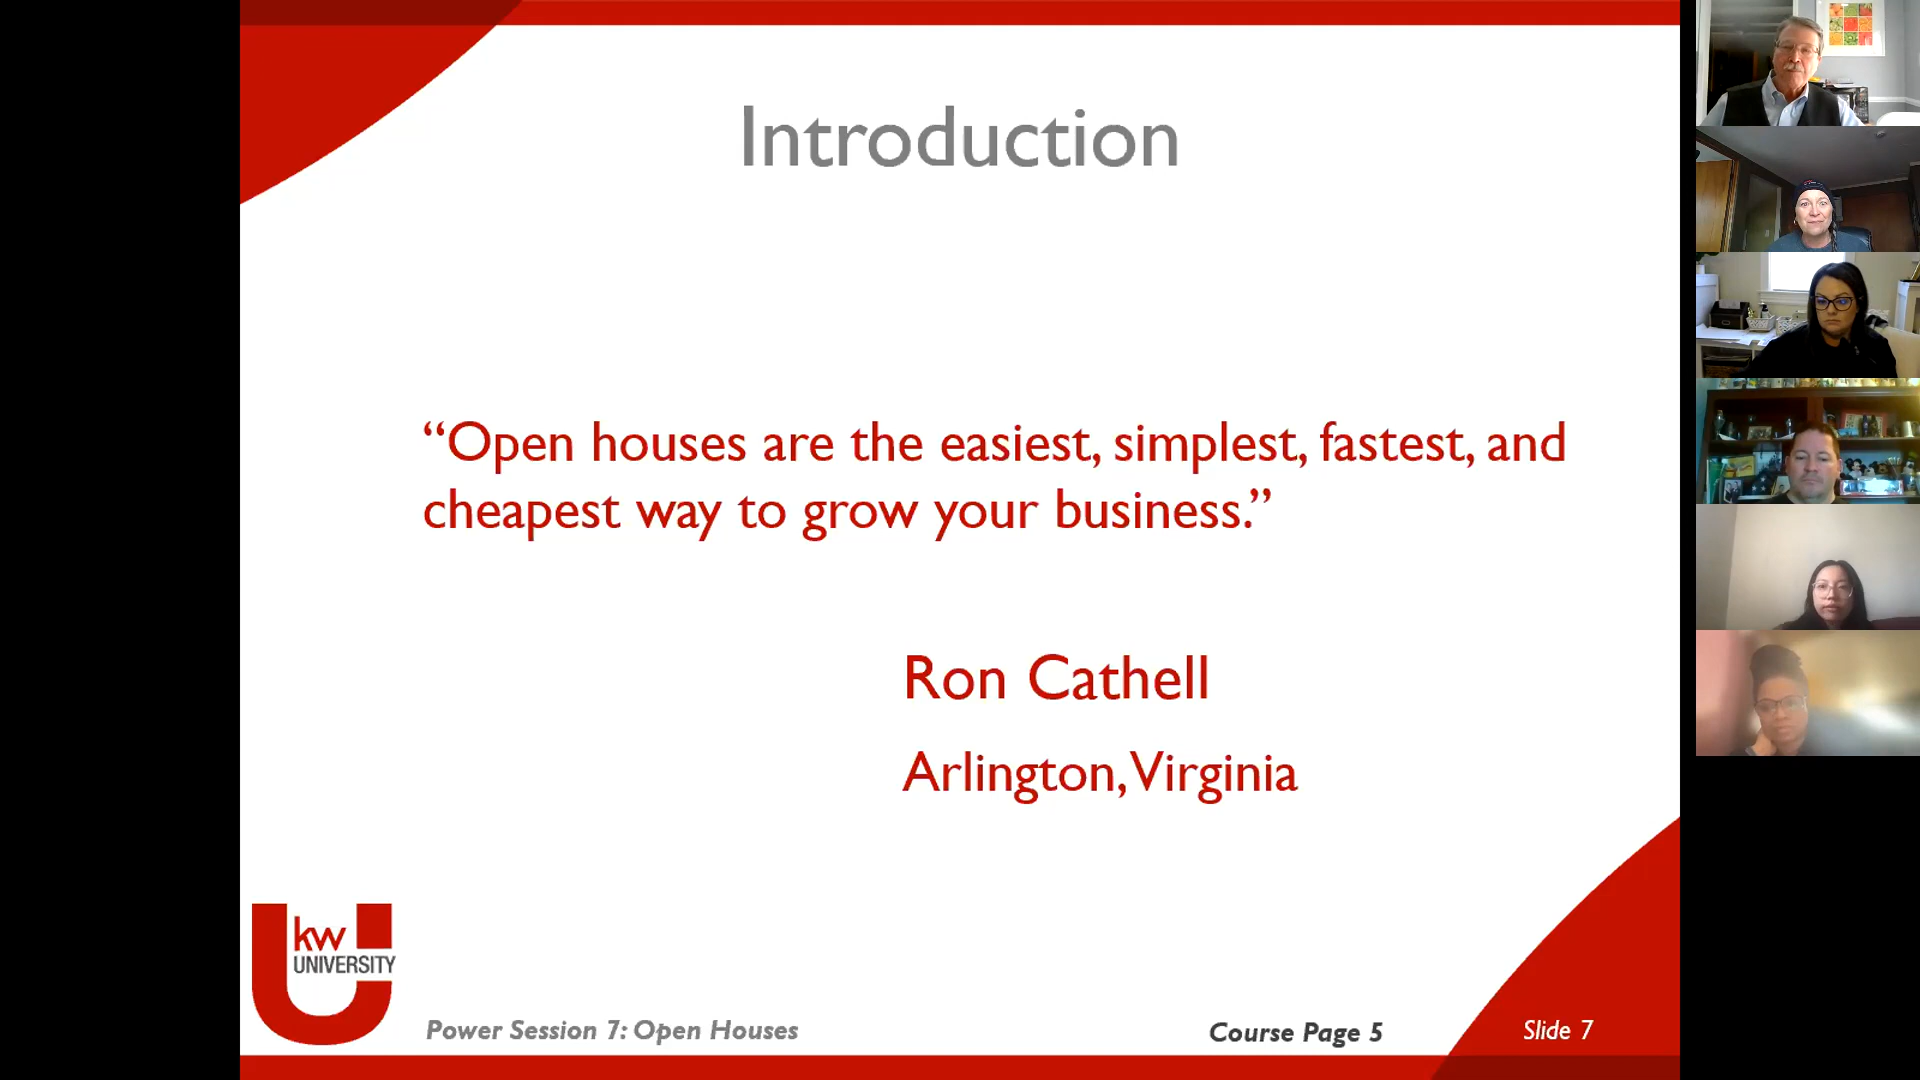 Introduction
“Open houses are the easiest, simplest, fastest, and
cheapest way to grow your business.”
Ron Cathell
Arlington, Virginia
kw
UNIVERSITY
Power Session 7: Open Houses
Course Page 5
Slide 7